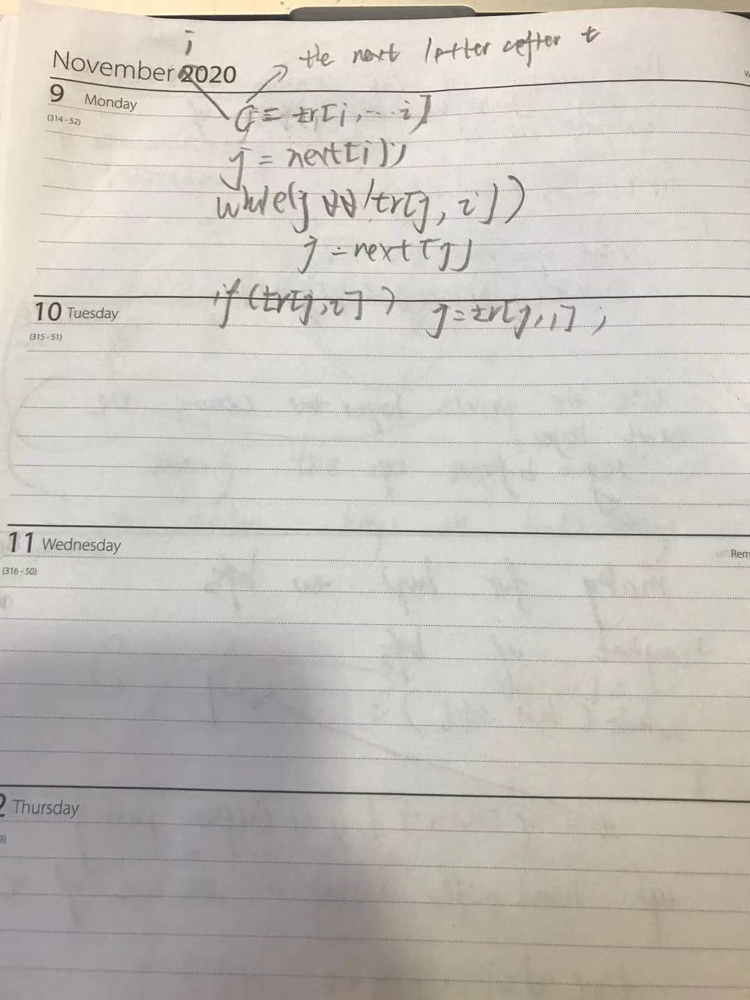 i
the next letter after t
November 2020
9 Monday
(314-52)
C = tr[i, ... i]
j = next[i];
while(j && !tr[j, i])
j = next[j]
10 Tuesday
if (tr[j, i]) j = tr[j, i];
(315-51)
11 Wednesday
Rem
(316-50)
2 Thursday
9)